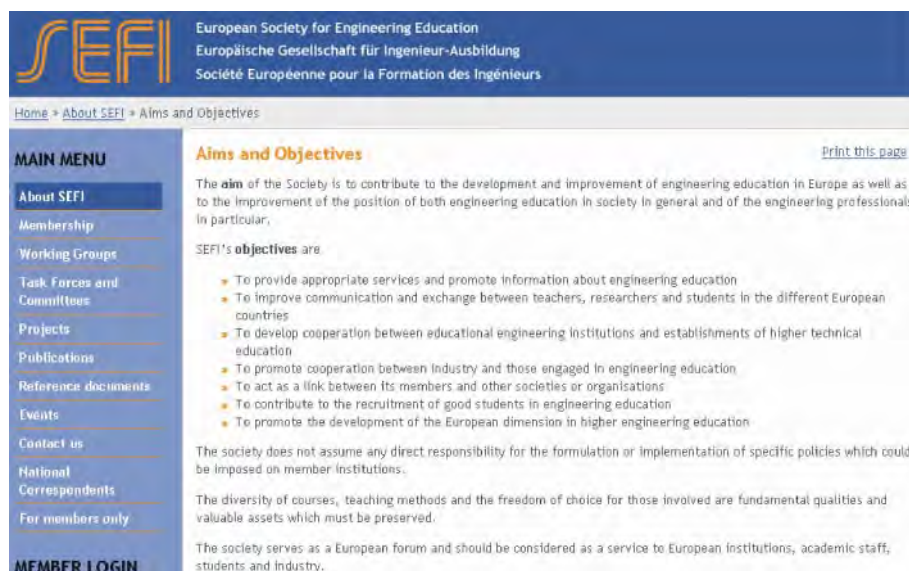 SEFI
European Society for Engineering Education
Europäische Gesellschaft für Ingenieur-Ausbildung
Société Européenne pour la Formation des Ingénieurs
Home » About SEFI » Aims and Objectives
MAIN MENU
About SEFI
Membership
Working Groups
Task Forces and
Committees
Projects
Publications
Reference documents
Events
Contact us
National
Correspondents
For members only
MEMBER LOGIN
Aims and Objectives
Print this page
The aim of the Society is to contribute to the development and improvement of engineering education in Europe as well as
to the improvement of the position of both engineering education in society in general and of the engineering professionals
in particular.
SEFI's objectives are
To provide appropriate services and promote information about engineering education
To improve communication and exchange between teachers, researchers and students in the different European
countries
To develop cooperation between educational engineering institutions and establishments of higher technical
education
To promote cooperation between industry and those engaged in engineering education
To act as a link between its members and other societies or organisations
To contribute to the recruitment of good students in engineering education
To promote the development of the European dimension in higher engineering education
The society does not assume any direct responsibility for the formulation or implementation of specific policies which could
be imposed on member institutions.
The diversity of courses, teaching methods and the freedom of choice for those involved are fundamental qualities and
valuable assets which must be preserved.
The society serves as a European forum and should be considered as a service to European institutions, academic staff,
students and industry.